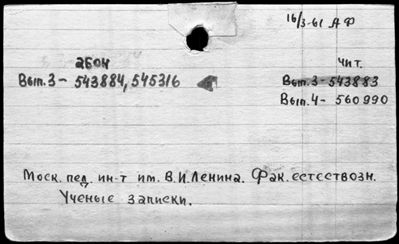 16/3-61 АФ
абон
Вып.3 - 543884, 545316
чит.
Вып.3 - 543883
Вып.4 - 560990
Моск. пед. ин-т им. В.И.Ленина. Фак. естествозн.
Ученые записки.